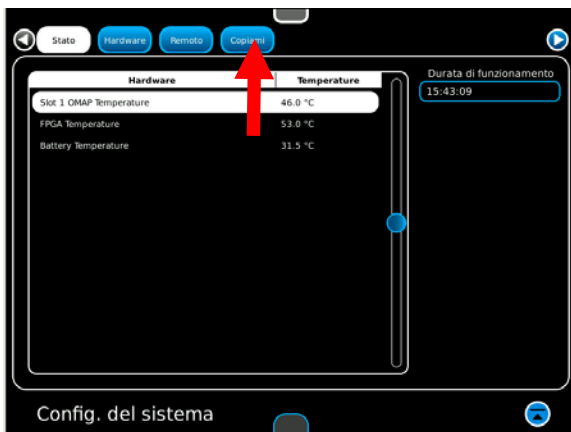 Stato Hardware Remoto Copiami
Hardware Temperature
Slot 1 OMAP Temperature 46.0 °C
FPGA Temperature 53.0 °C
Battery Temperature 31.5 °C
Durata di funzionamento
15:43:09
Config. del sistema